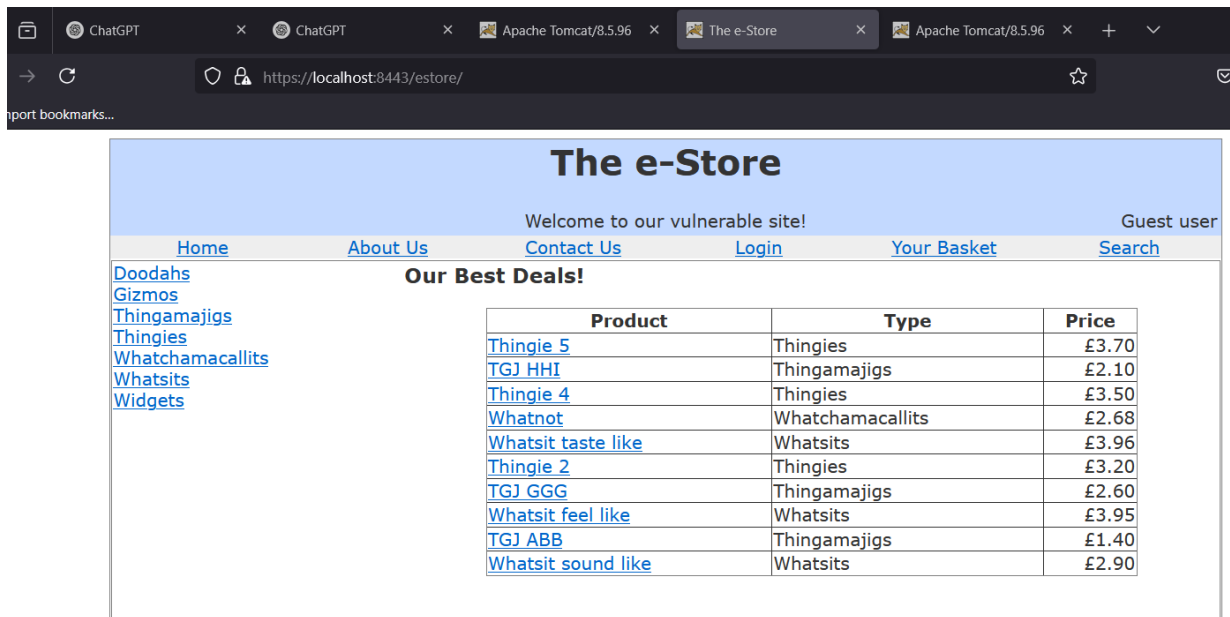 ChatGPT ChatGPT Apache Tomcat/8.5.96 The e-Store Apache Tomcat/8.5.96
https://localhost:8443/estore/
nport bookmarks...
The e-Store
Welcome to our vulnerable site! Guest user
Home About Us Contact Us Login Your Basket Search
Doodahs
Gizmos
Thingamajigs
Thingies
Whatchamacallits
Whatsits
Widgets
Our Best Deals!
Product Type Price
Thingie 5 Thingies £3.70
TGJ HHI Thingamajigs £2.10
Thingie 4 Thingies £3.50
Whatnot Whatchamacallits £2.68
Whatsit taste like Whatsits £3.96
Thingie 2 Thingies £3.20
TGJ GGG Thingamajigs £2.60
Whatsit feel like Whatsits £3.95
TGJ ABB Thingamajigs £1.40
Whatsit sound like Whatsits £2.90